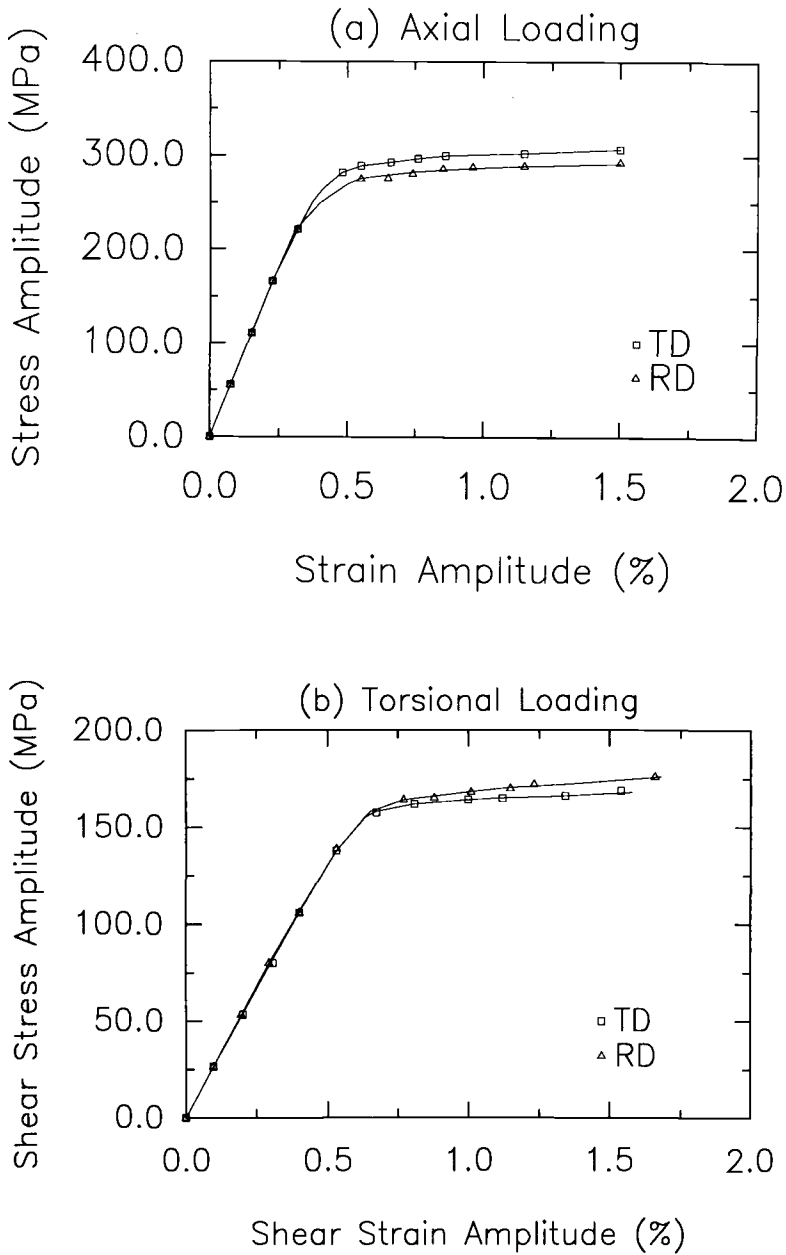 (a) Axial Loading
Stress Amplitude (MPa)
400.0
300.0
200.0
100.0
0.0
TD
RD
0.0 0.5 1.0 1.5 2.0
Strain Amplitude (%)
(b) Torsional Loading
Shear Stress Amplitude (MPa)
200.0
150.0
100.0
50.0
0.0
TD
RD
0.0 0.5 1.0 1.5 2.0
Shear Strain Amplitude (%)